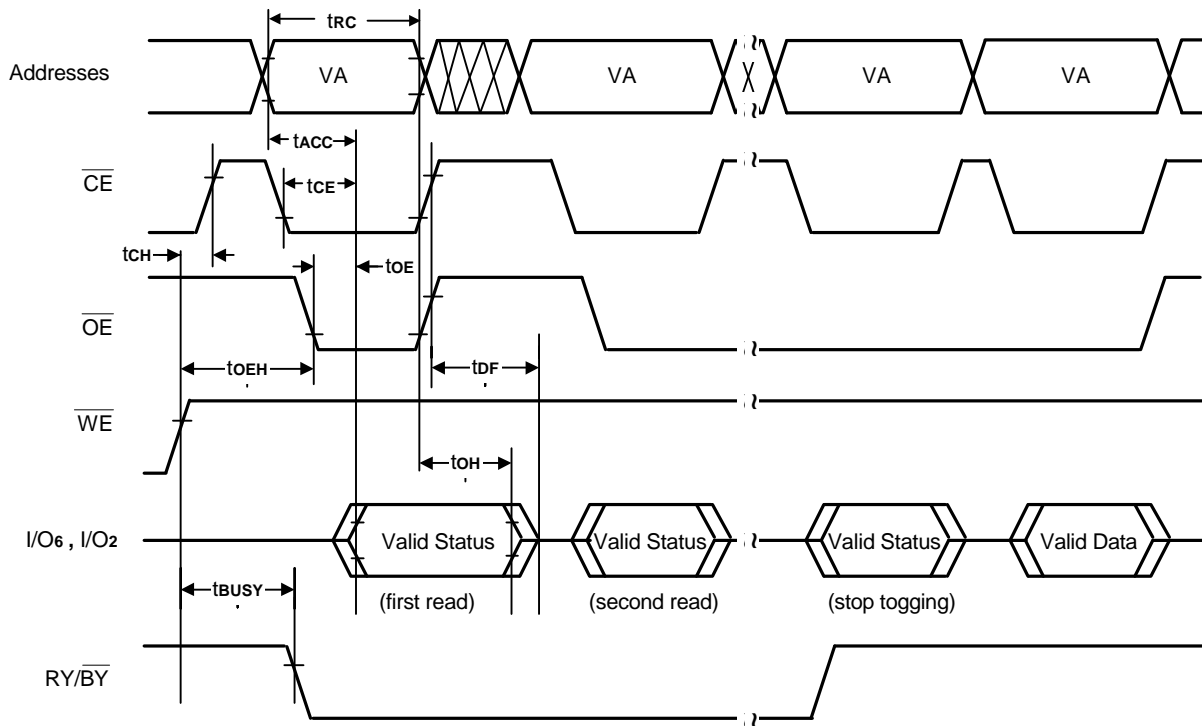 tRC
Addresses VA VA VA VA
tACC
CE tCE
tCH tOE
OE
tOEH tDF
WE
tOH
I/O6 , I/O2 Valid Status Valid Status Valid Status Valid Data
tBUSY (first read) (second read) (stop togging)
RY/BY